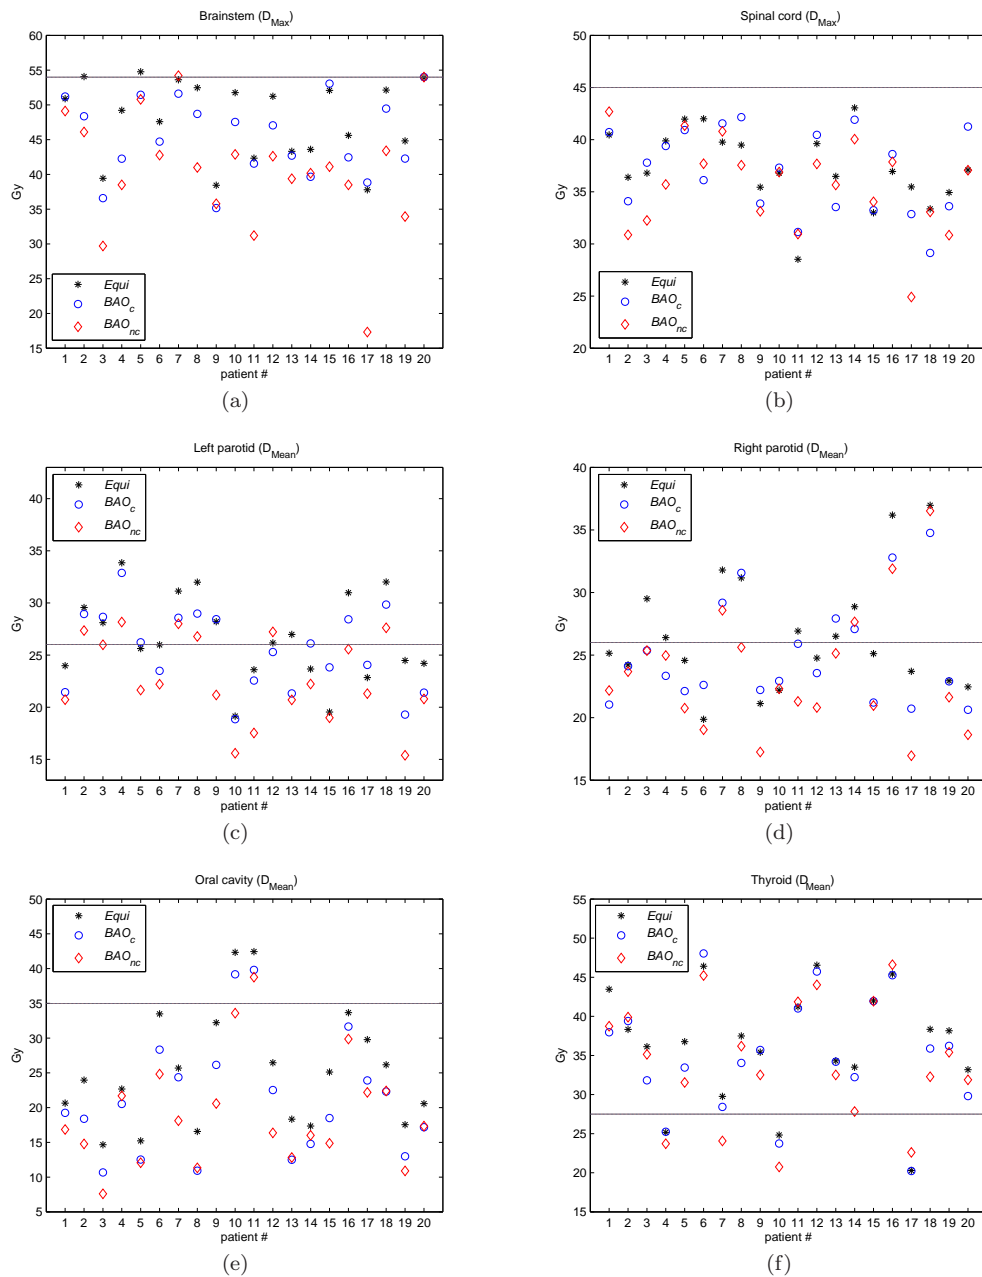 Brainstem (D_Max)
60
55
50
45
40
35
30
25
20
15
Gy
Equi
BAO_c
BAO_nc
1 2 3 4 5 6 7 8 9 10 11 12 13 14 15 16 17 18 19 20
patient #
(a)
Spinal cord (D_Max)
50
45
40
35
30
25
20
Gy
Equi
BAO_c
BAO_nc
1 2 3 4 5 6 7 8 9 10 11 12 13 14 15 16 17 18 19 20
patient #
(b)
Left parotid (D_Mean)
40
35
30
25
20
15
Gy
Equi
BAO_c
BAO_nc
1 2 3 4 5 6 7 8 9 10 11 12 13 14 15 16 17 18 19 20
patient #
(c)
Right parotid (D_Mean)
40
35
30
25
20
15
Gy
Equi
BAO_c
BAO_nc
1 2 3 4 5 6 7 8 9 10 11 12 13 14 15 16 17 18 19 20
patient #
(d)
Oral cavity (D_Mean)
50
45
40
35
30
25
20
15
10
5
Gy
Equi
BAO_c
BAO_nc
1 2 3 4 5 6 7 8 9 10 11 12 13 14 15 16 17 18 19 20
patient #
(e)
Thyroid (D_Mean)
55
50
45
40
35
30
25
20
15
Gy
Equi
BAO_c
BAO_nc
1 2 3 4 5 6 7 8 9 10 11 12 13 14 15 16 17 18 19 20
patient #
(f)